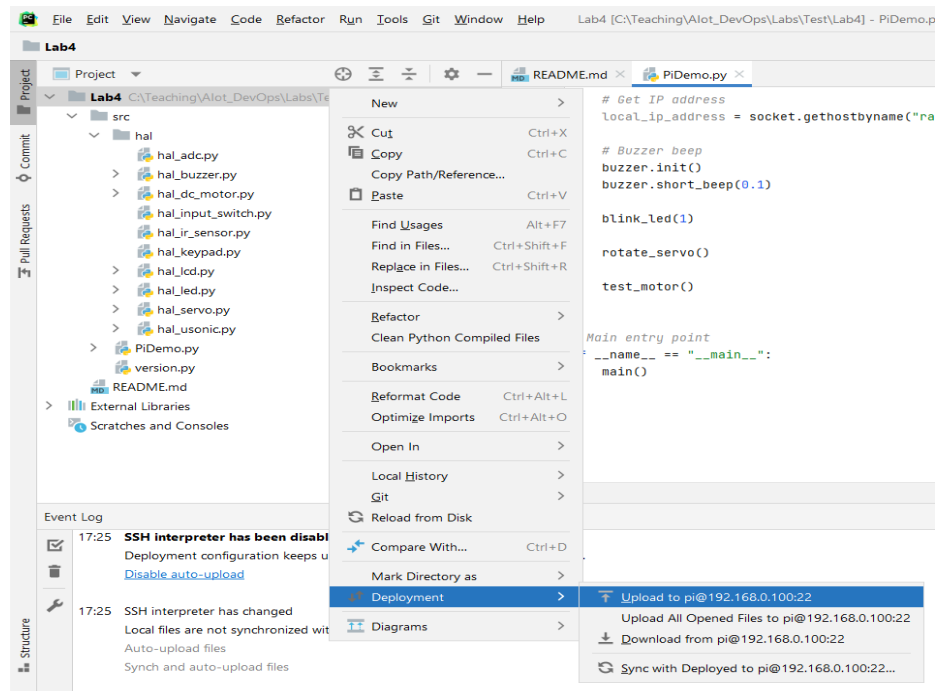 PC File Edit View Navigate Code Refactor Run Tools Git Window Help Lab4 [C:\Teaching\AIot_DevOps\Labs\Test\Lab4] - PiDemo.p
Lab4
Project
Commit
Pull Requests
Structure
Project
Lab4 C:\Teaching\AIot_DevOps\Labs\Te
src
hal
hal_adc.py
hal_buzzer.py
hal_dc_motor.py
hal_input_switch.py
hal_ir_sensor.py
hal_keypad.py
hal_lcd.py
hal_led.py
hal_servo.py
hal_usonic.py
PiDemo.py
version.py
MD README.md
External Libraries
Scratches and Consoles
New
Cut Ctrl+X
Copy Ctrl+C
Copy Path/Reference...
Paste Ctrl+V
Find Usages Alt+F7
Find in Files... Ctrl+Shift+F
Replace in Files... Ctrl+Shift+R
Inspect Code...
Refactor
Clean Python Compiled Files
Bookmarks
Reformat Code Ctrl+Alt+L
Optimize Imports Ctrl+Alt+O
Open In
Local History
Git
Reload from Disk
Compare With... Ctrl+D
Mark Directory as
Deployment
Diagrams
Upload to pi@192.168.0.100:22
Upload All Opened Files to pi@192.168.0.100:22
Download from pi@192.168.0.100:22
Sync with Deployed to pi@192.168.0.100:22...
MD README.md PiDemo.py
# Get IP address
local_ip_address = socket.gethostbyname("ra
# Buzzer beep
buzzer.init()
buzzer.short_beep(0.1)
blink_led(1)
rotate_servo()
test_motor()
Main entry point
__name__ == "__main__":
main()
Event Log
17:25 SSH interpreter has been disabl
Deployment configuration keeps u
Disable auto-upload
17:25 SSH interpreter has changed
Local files are not synchronized wit
Auto-upload files
Synch and auto-upload files